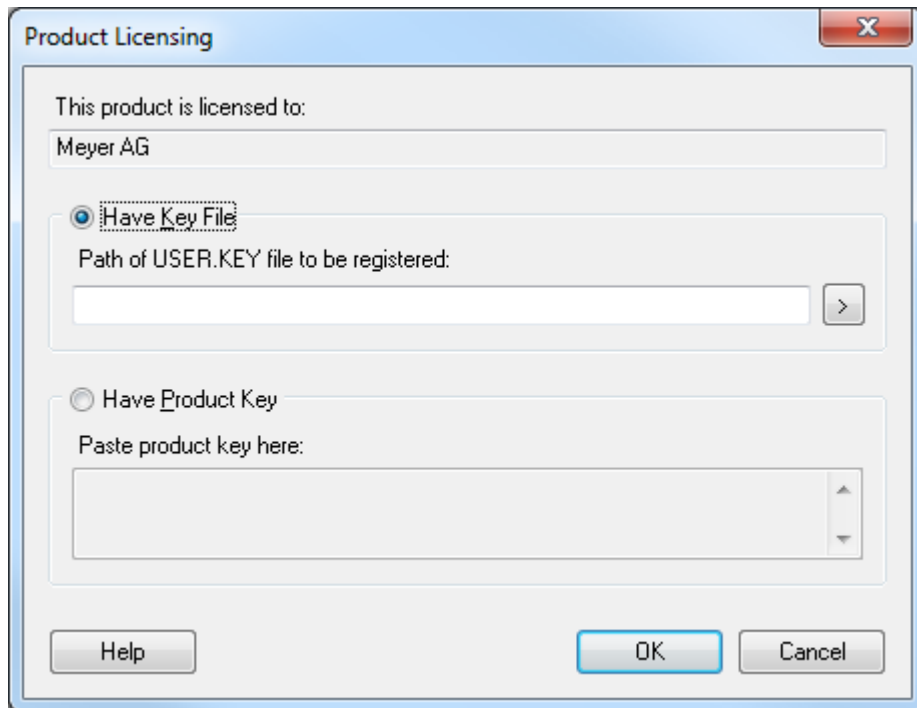 Product Licensing
X
This product is licensed to:
Meyer AG
Have Key File
Path of USER.KEY file to be registered:
>
Have Product Key
Paste product key here:
Help OK Cancel